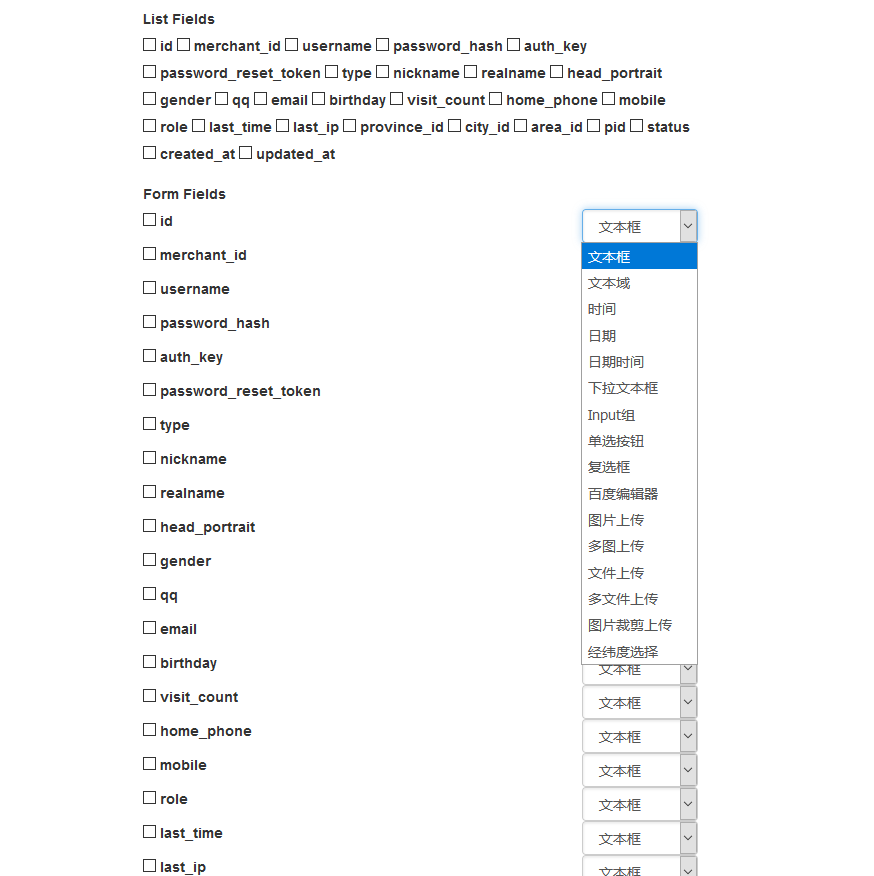 List Fields
id merchant_id username password_hash auth_key
password_reset_token type nickname realname head_portrait
gender qq email birthday visit_count home_phone mobile
role last_time last_ip province_id city_id area_id pid status
created_at updated_at
Form Fields
id 文本框
merchant_id
username
password_hash
auth_key
password_reset_token
type
nickname
realname
head_portrait
gender
qq
email
文本框
文本域
时间
日期
日期时间
下拉文本框
Input组
单选按钮
复选框
百度编辑器
图片上传
多图上传
文件上传
多文件上传
图片裁剪上传
经纬度选择
birthday 文本框
visit_count 文本框
home_phone 文本框
mobile 文本框
role 文本框
last_time 文本框
last_ip 文本框